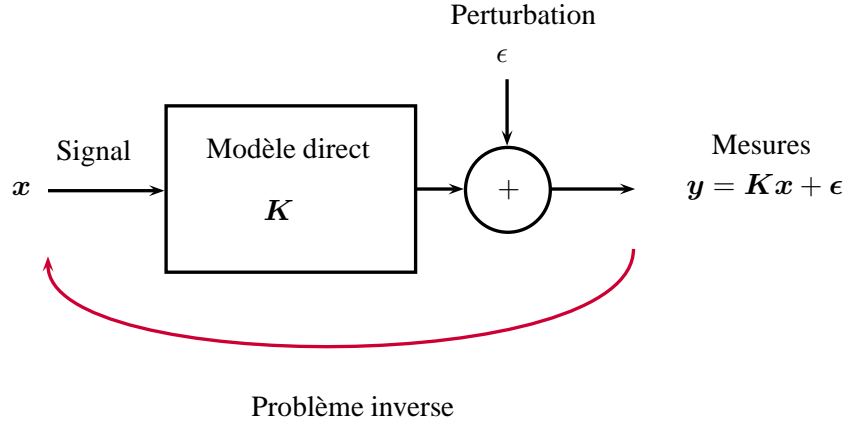 Perturbation
ϵ
Signal
Modèle direct
Mesures
x
K
+
y = Kx + ϵ
Problème inverse